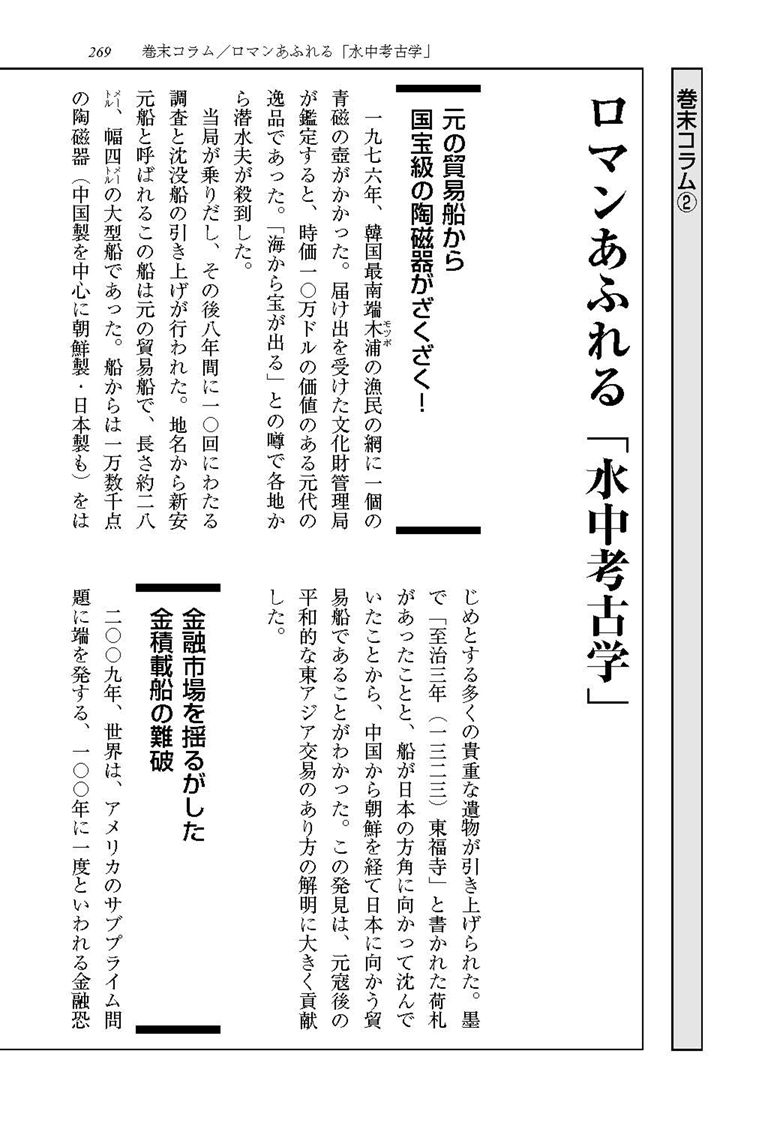 269 巻末コラム／ロマンあふれる「水中考古学」
巻末コラム②
ロマンあふれる「水中考古学」
元の貿易船から
国宝級の陶磁器がざくざく！
一九七六年、韓国最南端木浦の漁民の網に一個の
モツポ
青磁の壺がかかった。届け出を受けた文化財管理局
が鑑定すると、時価一〇万ドルの価値のある元代の
逸品であった。「海から宝が出る」との噂で各地か
ら潜水夫が殺到した。
当局が乗りだし、その後八年間に一〇回にわたる
調査と沈没船の引き上げが行われた。地名から新安
元船と呼ばれるこの船は元の貿易船で、長さ約二八
メートル、幅四メートルの大型船であった。船からは一万数千点
の陶磁器（中国製を中心に朝鮮製・日本製も）をは
じめとする多くの貴重な遺物が引き上げられた。墨
で「至治三年（一三二三）東福寺」と書かれた荷札
があったことと、船が日本の方角に向かって沈んで
いたことから、中国から朝鮮を経て日本に向かう貿
易船であることがわかった。この発見は、元寇後の
平和的な東アジア交易のあり方の解明に大きく貢献
した。
金融市場を揺るがした
金積載船の難破
二〇〇九年、世界は、アメリカのサブプライム問
題に端を発する、一〇〇年に一度といわれる金融恐